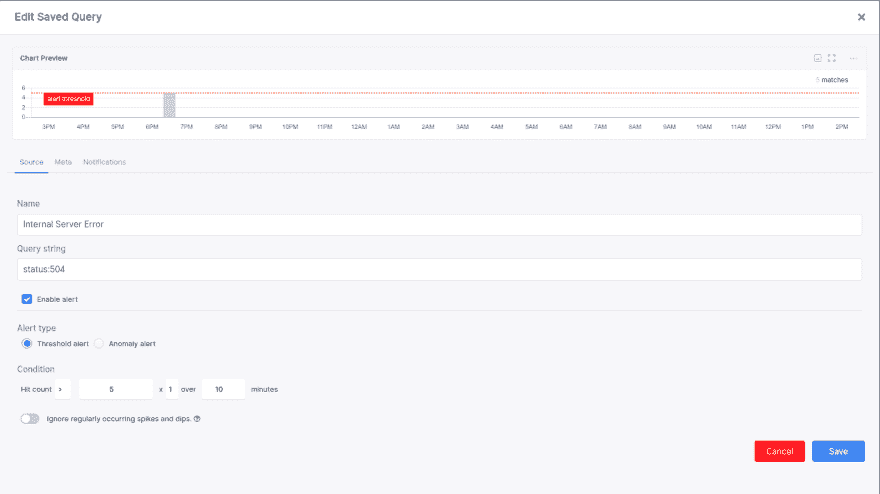 Edit Saved Query
Chart Preview
matches
6
alert threshold
4
2
0
3PM 4PM 5PM 6PM 7PM 8PM 9PM 10PM 11PM 12AM 1AM 2AM 3AM 4AM 5AM 6AM 7AM 8AM 9AM 10AM 11AM 12PM 1PM 2PM
Source Meta Notifications
Name
Internal Server Error
Query string
status:504
Enable alert
Alert type
Threshold alert Anomaly alert
Condition
Hit count > 5 x 1 over 10 minutes
Ignore regularly occurring spikes and dips.
Cancel Save